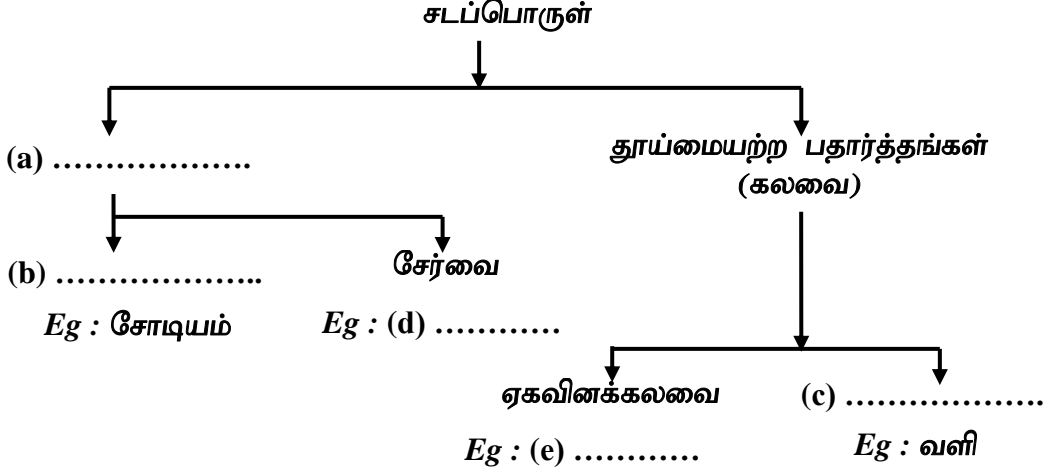 சடப்பொருள்
(a) ……………….
தூய்மையற்ற பதார்த்தங்கள்
(கலவை)
(b) ………………..
சேர்வை
Eg : சோடியம்
Eg : (d) …………
ஏகவினக்கலவை
(c) ……………….
Eg : (e) …………
Eg : வளி